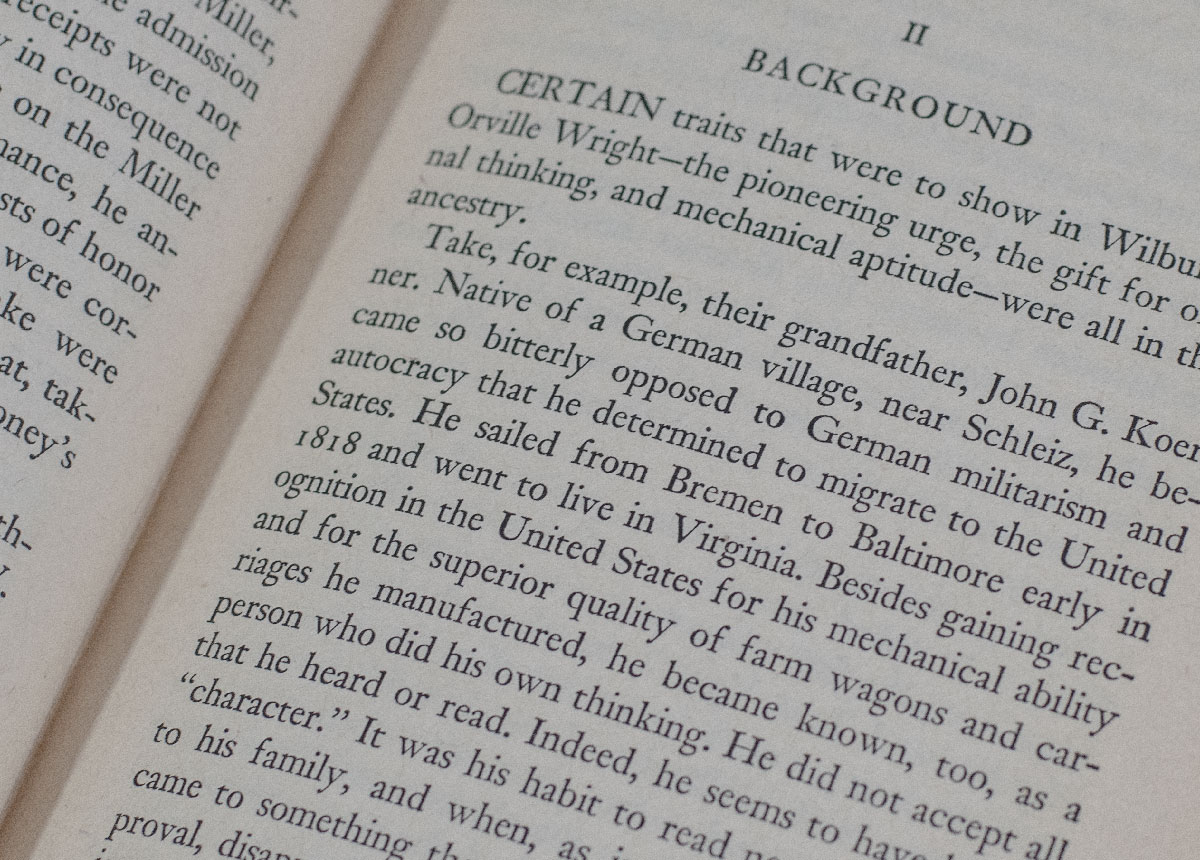 Miller,
admission
receipts were not
in consequence
on the Miller
he an-
of honor
were cor-
were
tak-
II
BACKGROUND
CERTAIN traits that were to show in
Orville Wright—the pioneering urge, the gift for
nal thinking, and mechanical aptitude—were all in
ancestry.
Take, for example, their grandfather, John G. Koer
ner. Native of a German village, near Schleiz, he be-
came so bitterly opposed to German militarism and
autocracy that he determined to migrate to the United
States. He sailed from Bremen to Baltimore early in
1818 and went to live in Virginia. Besides gaining rec-
ognition in the United States for his mechanical ability
and for the superior quality of farm wagons and car-
riages he manufactured, he became known, too, as a
person who did his own thinking. He did not accept all
that he heard or read. Indeed, he seems to have
“character.” It was his habit to read
to his family, and when, as
came to something
proval,